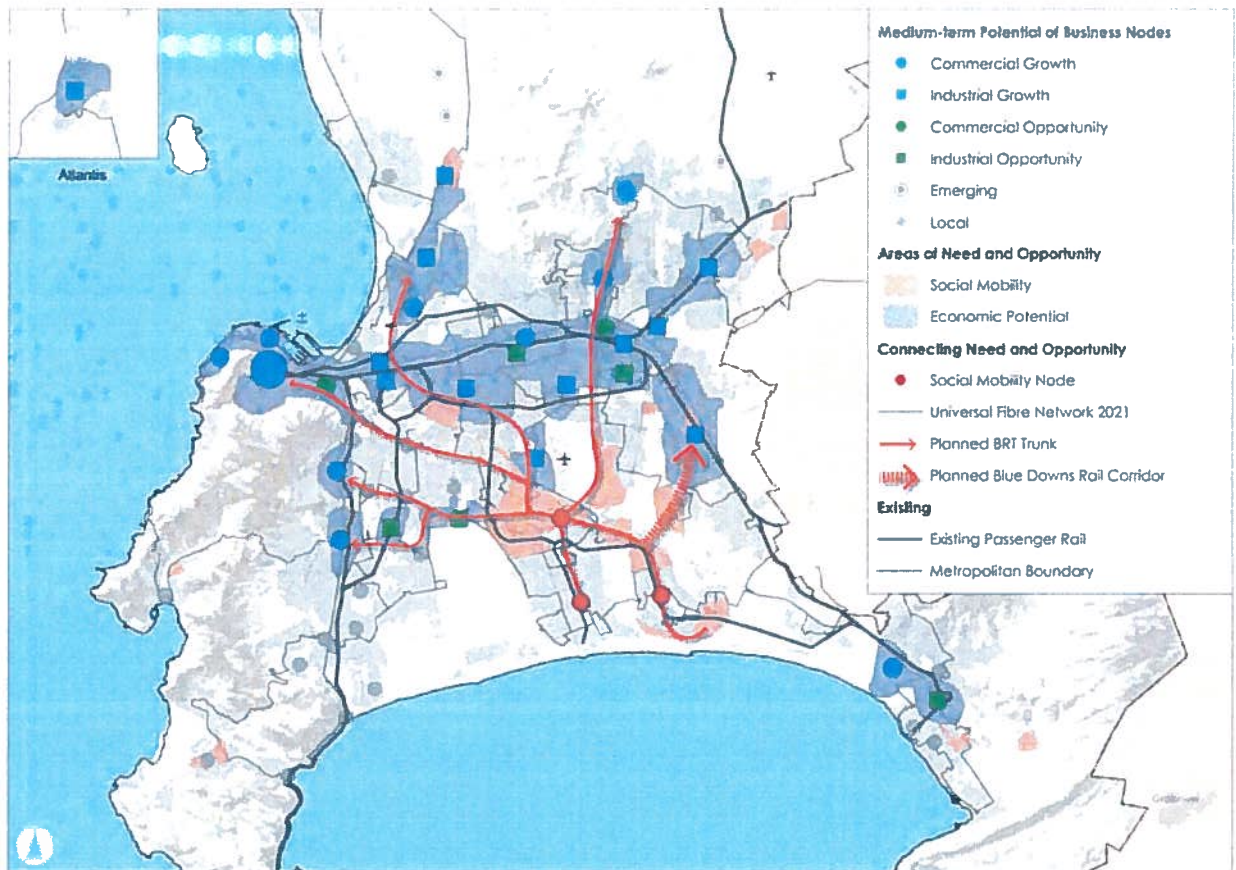 Atlantis
Medium-term Potential of Business Nodes
Commercial Growth
Industrial Growth
Commercial Opportunity
Industrial Opportunity
Emerging
Local
Areas of Need and Opportunity
Social Mobility
Economic Potential
Connecting Need and Opportunity
Social Mobility Node
Universal Fibre Network 2021
Planned BRT Trunk
Planned Blue Downs Rail Corridor
Existing
Existing Passenger Rail
Metropolitan Boundary